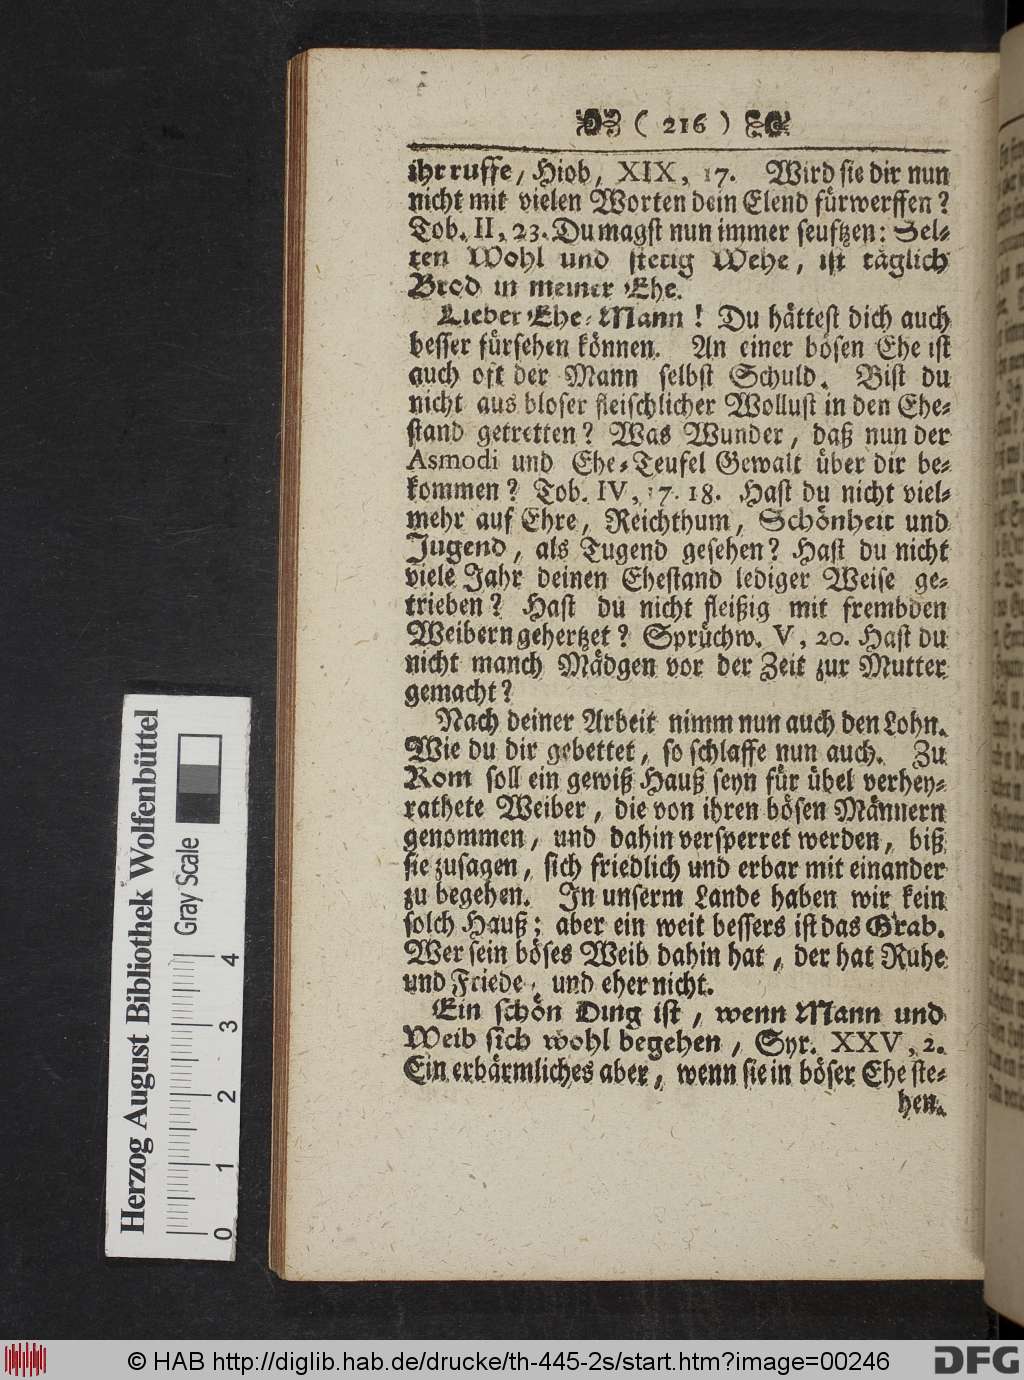 ( 216 )
ihr ruffe, Hiob, XIX, 17. Wird sie dir nun
nicht mit vielen Worten dein Elend fürwerffen?
Tob. II, 23. Du magst nun immer seuftzen: Sel-
ten Wohl und stetig Wehe, ist täglich
Brod in meiner Ehe.
Lieber Ehe-Mann! Du hättest dich auch
besser fürsehen können. An einer bösen Ehe ist
auch oft der Mann selbst Schuld. Bist du
nicht aus bloser fleischlicher Wollust in den Ehe-
stand getretten? Was Wunder, daß nun der
Asmodi und Ehe-Teufel Gewalt über dir be-
kommen? Tob. IV, 17. 18. Hast du nicht viel-
mehr auf Ehre, Reichthum, Schönheit und
Jugend, als Tugend gesehen? Hast du nicht
viele Jahr deinen Ehestand lediger Weise ge-
trieben? Hast du nicht fleißig mit frembden
Weibern gehertzet? Sprüchw. V, 20. Hast du
nicht manch Mädgen vor der Zeit zur Mutter
gemacht?
Nach deiner Arbeit nimm nun auch den Lohn.
Wie du dir gebettet, so schlaffe nun auch. Zu
Rom soll ein gewiß Hauß seyn für übel verhey-
rathete Weiber, die von ihren bösen Männern
genommen, und dahin versperret werden, biß
sie zusagen, sich friedlich und erbar mit einander
zu begehen. In unserm Lande haben wir kein
solch Hauß; aber ein weit bessers ist das Grab.
Wer sein böses Weib dahin hat, der hat Ruhe
und Friede, und eher nicht.
Ein schön Ding ist, wenn Mann und
Weib sich wohl begehen, Syr. XXV, 2.
Ein erbärmliches aber, wenn sie in böser Ehe ste-
hen.
Herzog August Bibliothek Wolfenbüttel
Gray Scale
0 1 2 3 4
© HAB http://diglib.hab.de/drucke/th-445-2s/start.htm?image=00246
DFG